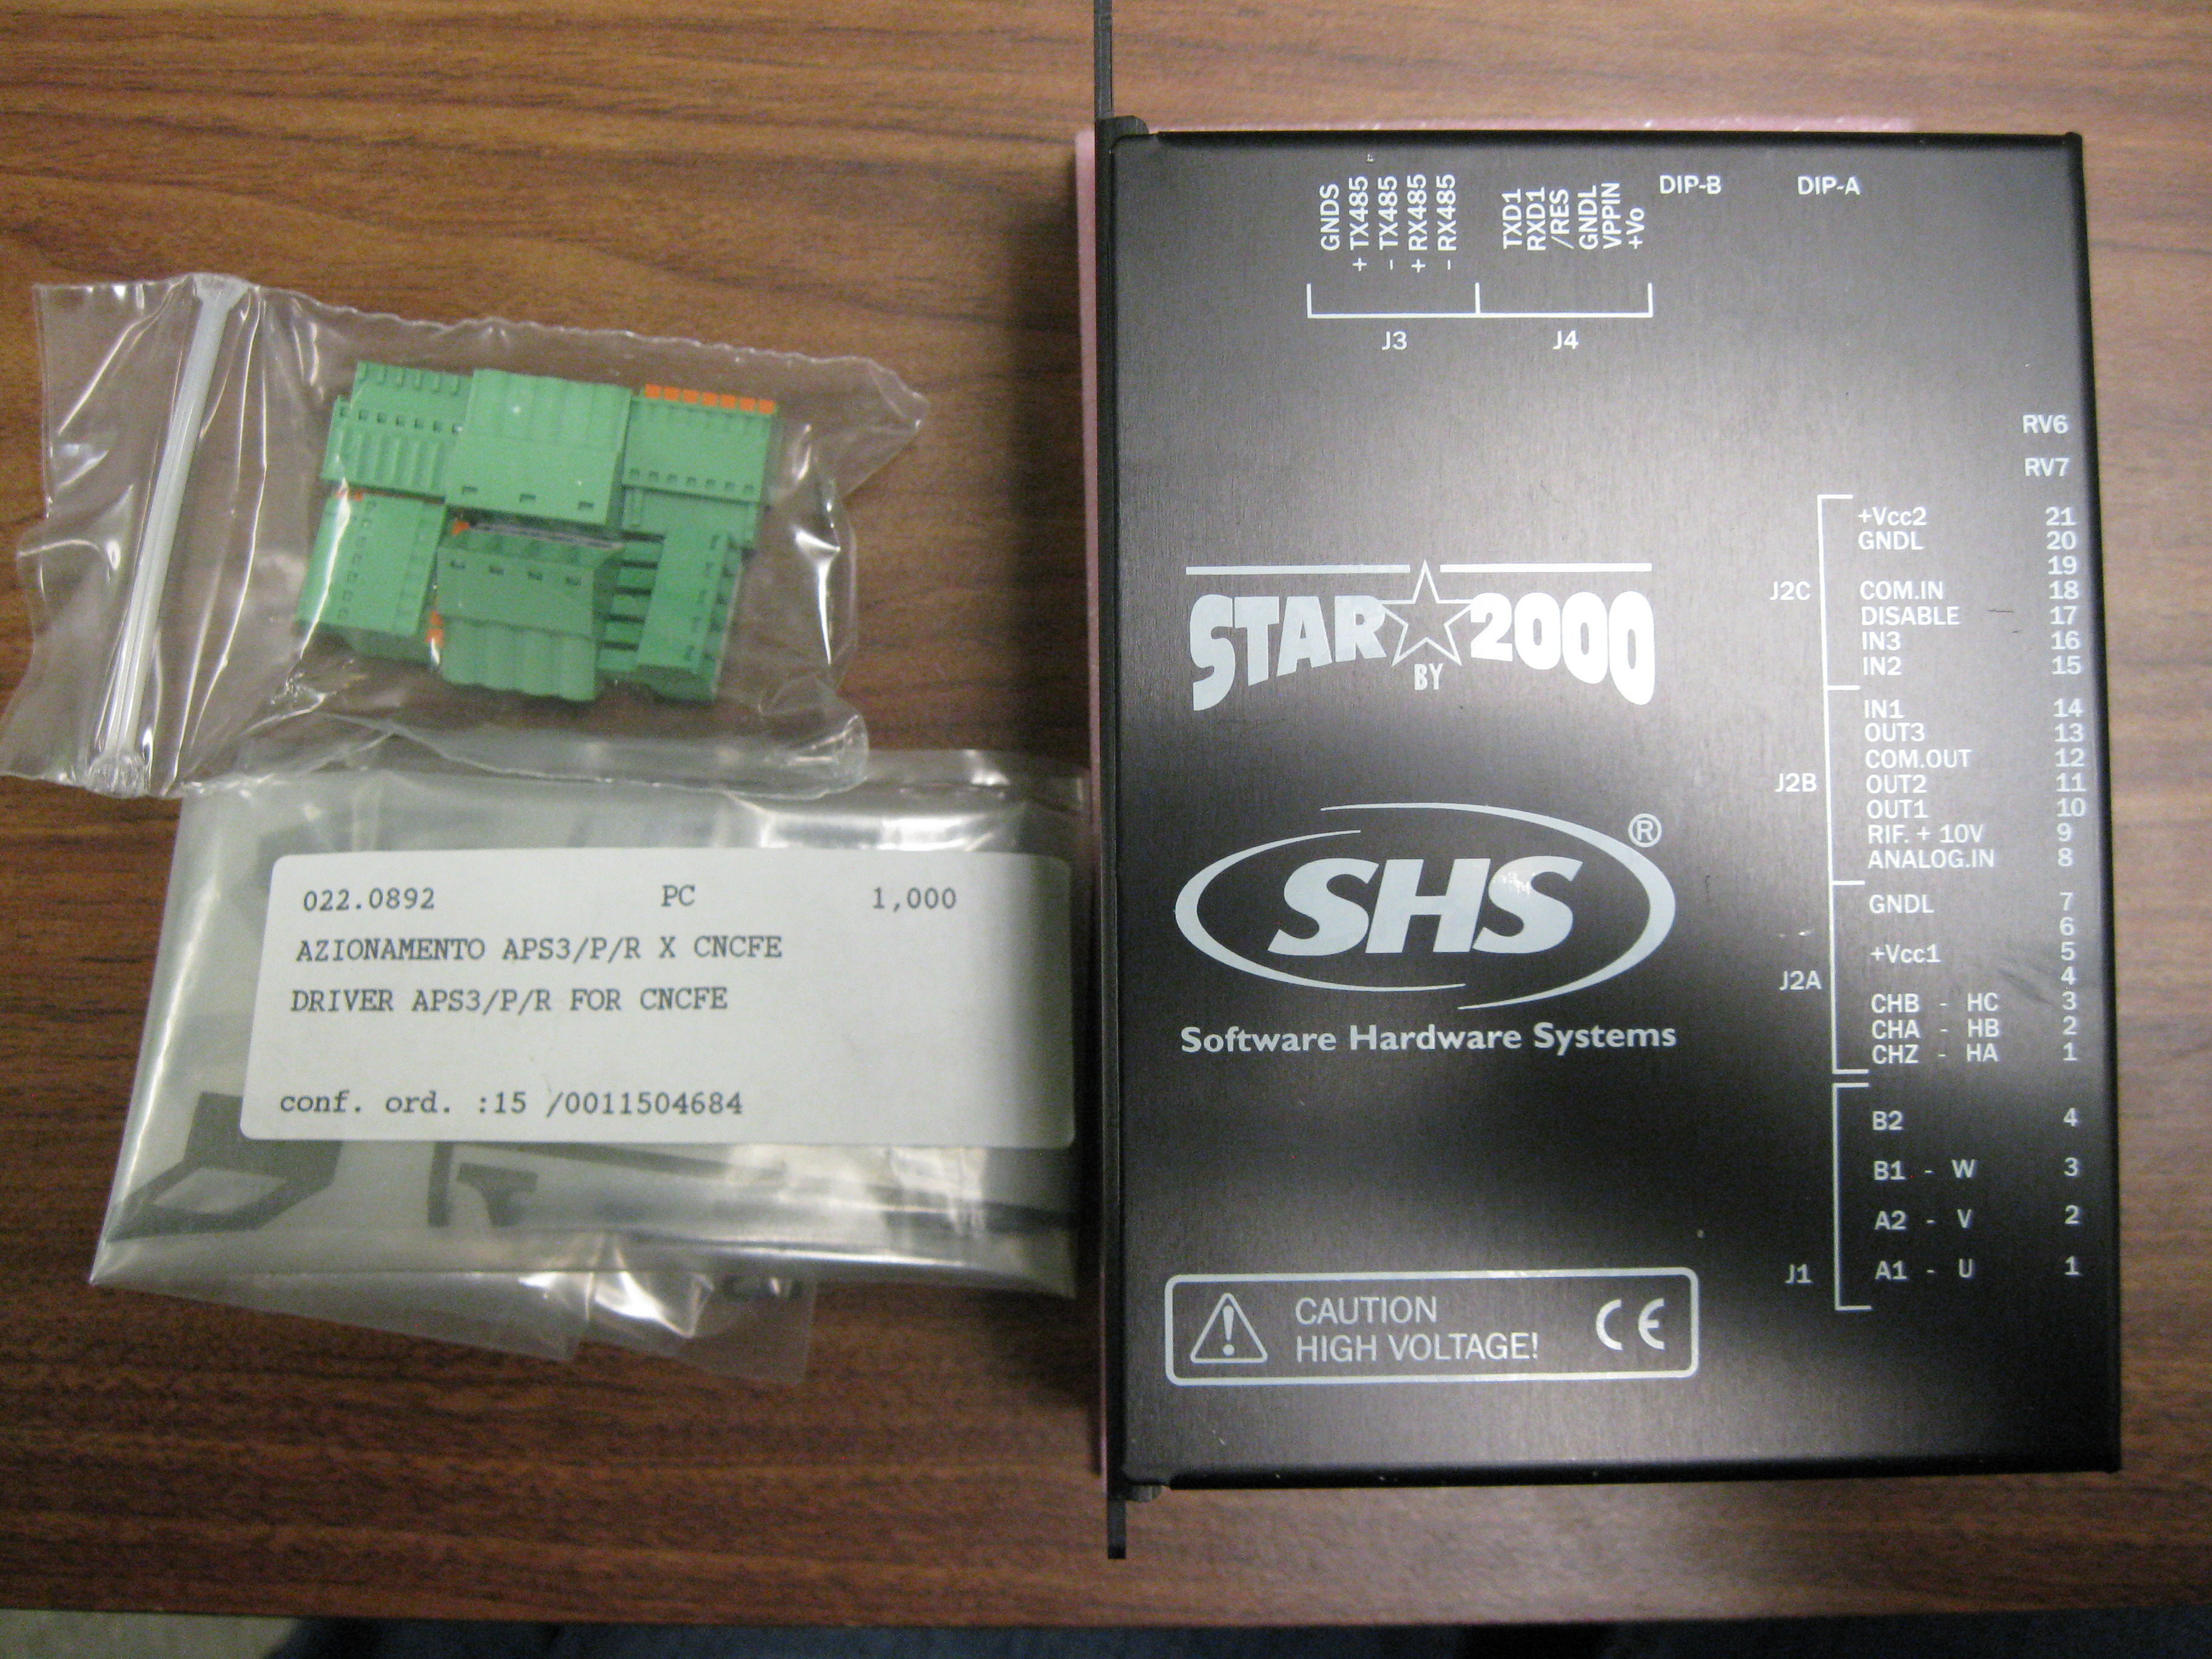 022.0892 PC 1,000
AZIONAMENTO APS3/P/R X CNCFE
DRIVER APS3/P/R FOR CNCFE
conf. ord. :15 /0011504684
GNDS
+ TX485
- TX485
+ RX485
- RX485
J3
TXD1
RXD1
/RES
GNDL
VPPIN
+Vo
J4
DIP-B DIP-A
RV6
RV7
STAR 2000
BY
SHS ®
Software Hardware Systems
J2C
+Vcc2 21
GNDL 20
19
COM.IN 18
DISABLE 17
IN3 16
IN2 15
J2B
IN1 14
OUT3 13
COM.OUT 12
OUT2 11
OUT1 10
RIF. + 10V 9
ANALOG.IN 8
J2A
GNDL 7
6
+Vcc1 5
4
CHB - HC 3
CHA - HB 2
CHZ - HA 1
J1
B2 4
B1 - W 3
A2 - V 2
A1 - U 1
CAUTION
HIGH VOLTAGE!
CE